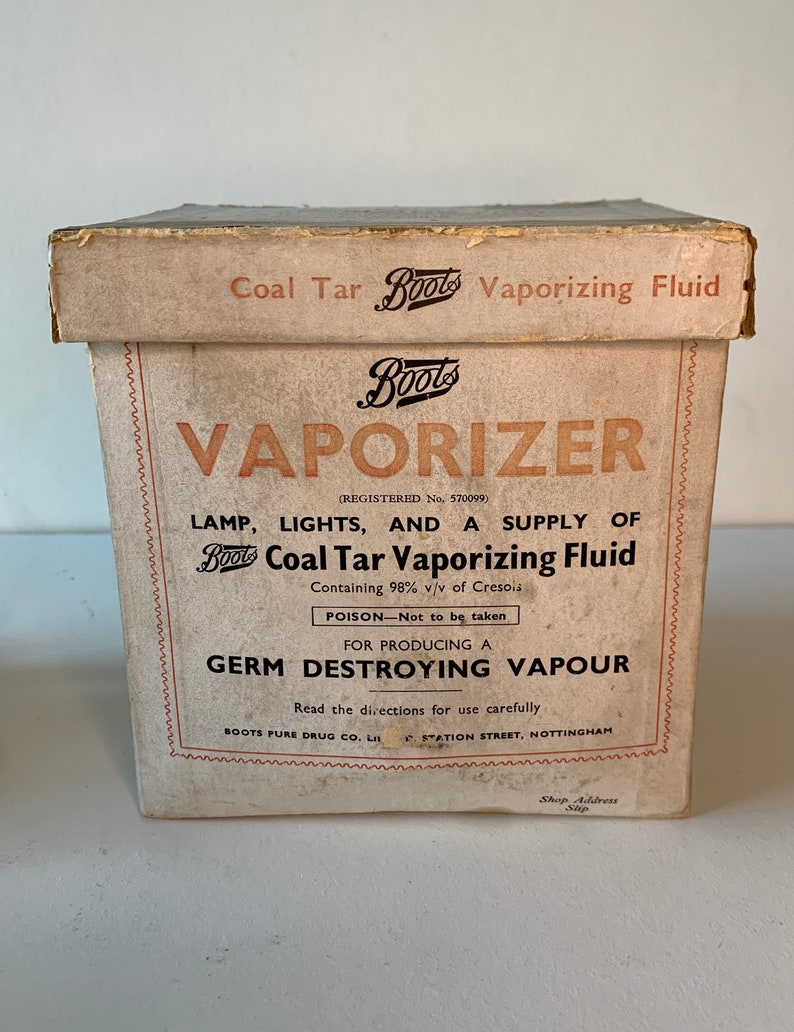 Coal Tar Boots Vaporizing Fluid
Boots
VAPORIZER
(REGISTERED No. 570099)
LAMP, LIGHTS, AND A SUPPLY OF
Boots Coal Tar Vaporizing Fluid
Containing 98% v/v of Cresols
POISON—Not to be taken
FOR PRODUCING A
GERM DESTROYING VAPOUR
Read the directions for use carefully
BOOTS PURE DRUG CO. STATION STREET, NOTTINGHAM
Shop Address
Slip